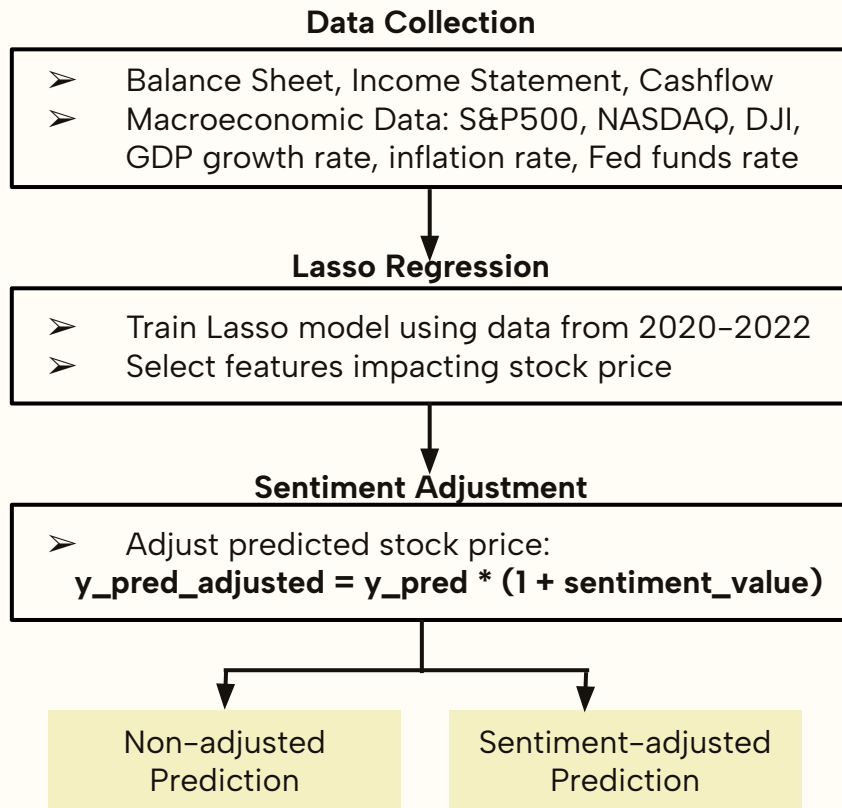 Data Collection
➢ Balance Sheet, Income Statement, Cashflow
➢ Macroeconomic Data: S&P500, NASDAQ, DJI,
GDP growth rate, inflation rate, Fed funds rate
Lasso Regression
➢ Train Lasso model using data from 2020-2022
➢ Select features impacting stock price
Sentiment Adjustment
➢ Adjust predicted stock price:
y_pred_adjusted = y_pred * (1 + sentiment_value)
Non-adjusted
Prediction
Sentiment-adjusted
Prediction